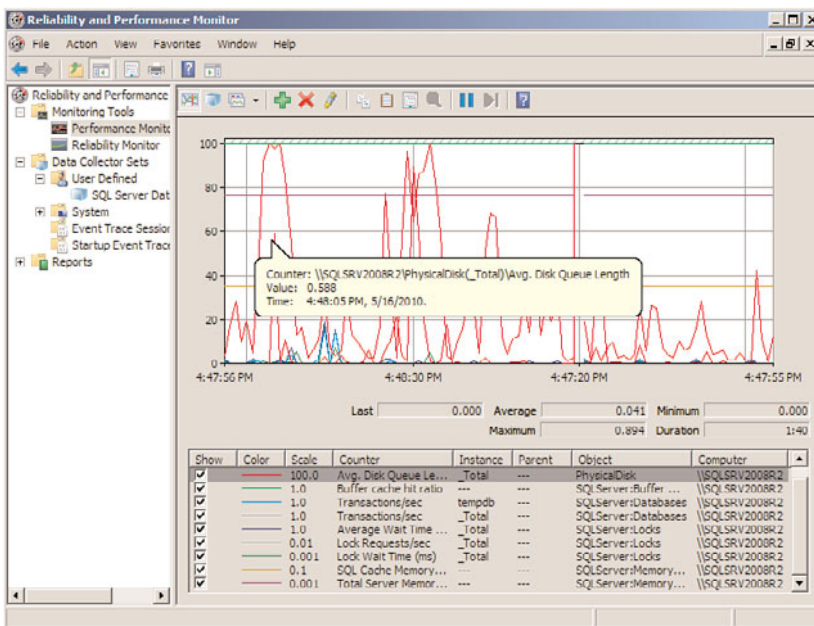 Reliability and Performance Monitor
File Action View Favorites Window Help
Reliability and Performance
Monitoring Tools
Performance Monitc
Reliability Monitor
Data Collector Sets
User Defined
SQL Server Dat
System
Event Trace Session
Startup Event Trace
Reports
100
80
60
40
20
0
Counter: \\SQLSRV2008R2\PhysicalDisk(_Total)\Avg. Disk Queue Length
Value: 0.588
Time: 4:48:05 PM, 5/16/2010.
4:47:56 PM 4:48:30 PM 4:47:20 PM 4:47:55 PM
Last 0.000 Average 0.041 Minimum 0.000
Maximum 0.894 Duration 1:40
Show Color Scale Counter Instance Parent Object Computer
100.0 Avg. Disk Queue Le... _Total --- PhysicalDisk \\SQLSRV2008R2
1.0 Buffer cache hit ratio --- --- SQLServer:Buffer ... \\SQLSRV2008R2
1.0 Transactions/sec tempdb --- SQLServer:Databases \\SQLSRV2008R2
1.0 Transactions/sec _Total --- SQLServer:Databases \\SQLSRV2008R2
1.0 Average Wait Time ... _Total --- SQLServer:Locks \\SQLSRV2008R2
0.01 Lock Requests/sec _Total --- SQLServer:Locks \\SQLSRV2008R2
0.001 Lock Wait Time (ms) _Total --- SQLServer:Locks \\SQLSRV2008R2
0.1 SQL Cache Memory... --- --- SQLServer:Memory... \\SQLSRV2008R2
0.001 Total Server Memor... --- --- SQLServer:Memory... \\SQLSRV2008R2